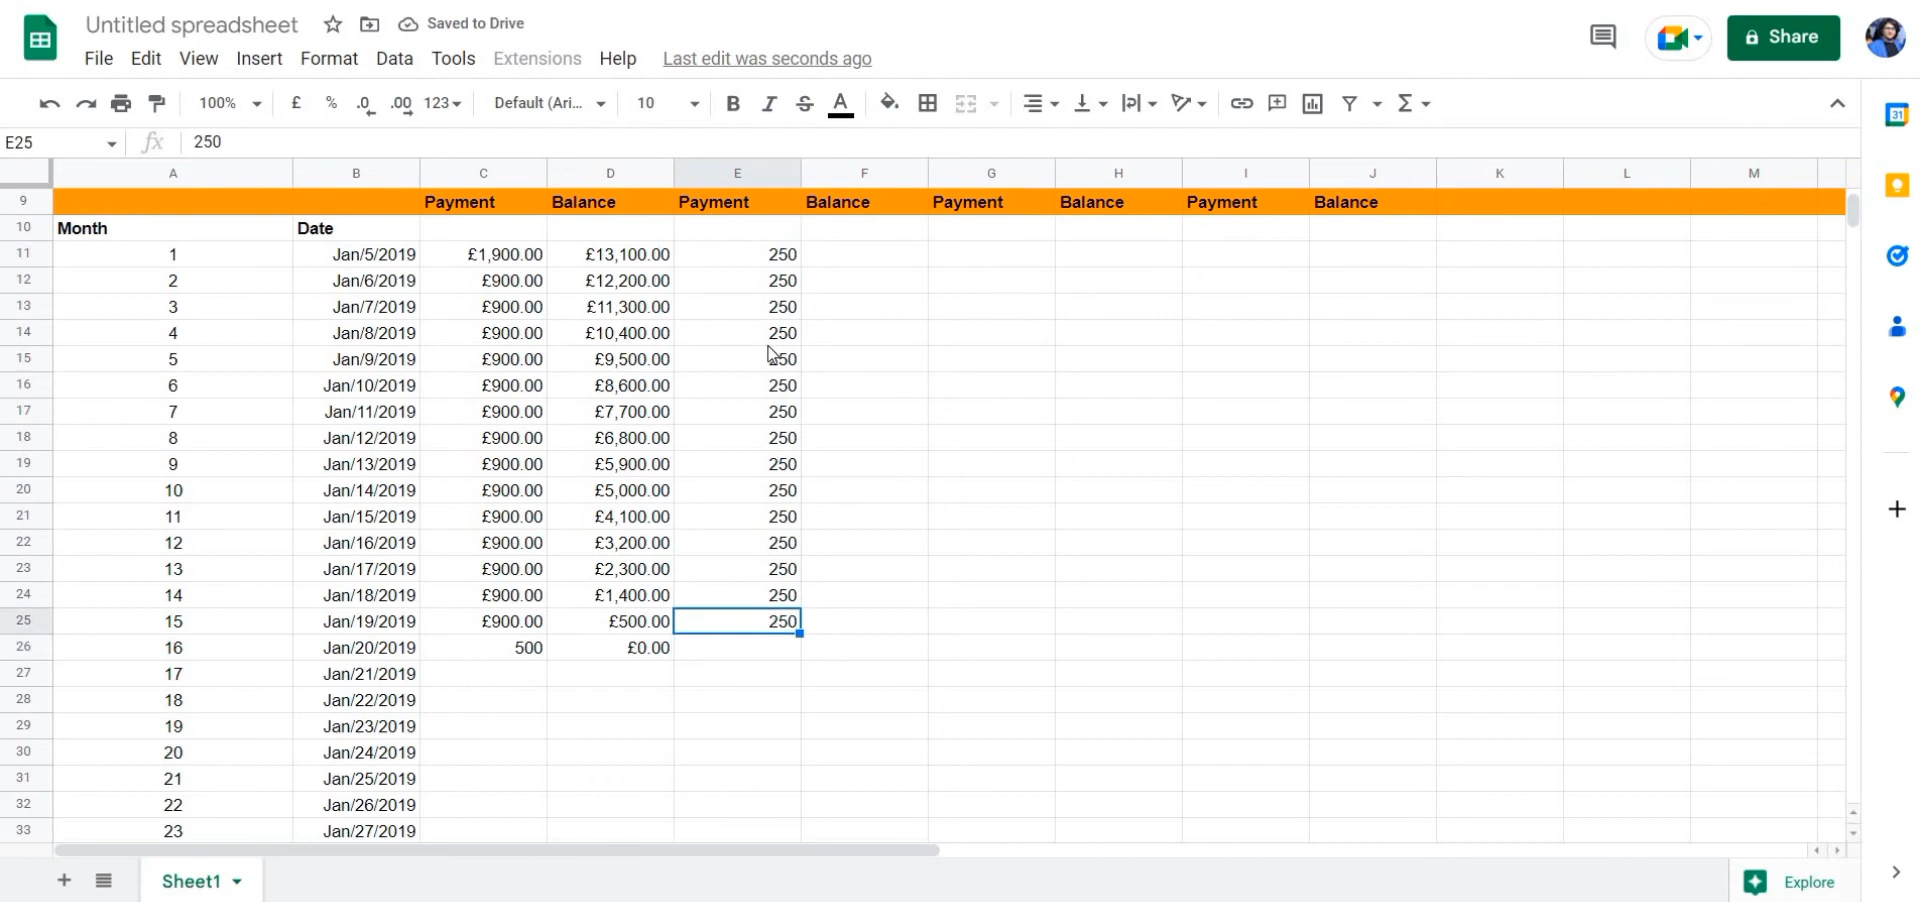 Untitled spreadsheet Saved to Drive
File Edit View Insert Format Data Tools Extensions Help Last edit was seconds ago
Share
100% £ % .0 .00 123 Default (Ari... 10 B I S A Σ
31
E25 fx 250
A B C D E F G H I J K L M
9 Payment Balance Payment Balance Payment Balance Payment Balance
10 Month Date
11 1 Jan/5/2019 £1,900.00 £13,100.00 250
12 2 Jan/6/2019 £900.00 £12,200.00 250
13 3 Jan/7/2019 £900.00 £11,300.00 250
14 4 Jan/8/2019 £900.00 £10,400.00 250
15 5 Jan/9/2019 £900.00 £9,500.00 250
16 6 Jan/10/2019 £900.00 £8,600.00 250
17 7 Jan/11/2019 £900.00 £7,700.00 250
18 8 Jan/12/2019 £900.00 £6,800.00 250
19 9 Jan/13/2019 £900.00 £5,900.00 250
20 10 Jan/14/2019 £900.00 £5,000.00 250
21 11 Jan/15/2019 £900.00 £4,100.00 250
22 12 Jan/16/2019 £900.00 £3,200.00 250
23 13 Jan/17/2019 £900.00 £2,300.00 250
24 14 Jan/18/2019 £900.00 £1,400.00 250
25 15 Jan/19/2019 £900.00 £500.00 250
26 16 Jan/20/2019 500 £0.00
27 17 Jan/21/2019
28 18 Jan/22/2019
29 19 Jan/23/2019
30 20 Jan/24/2019
31 21 Jan/25/2019
32 22 Jan/26/2019
33 23 Jan/27/2019
Sheet1 Explore